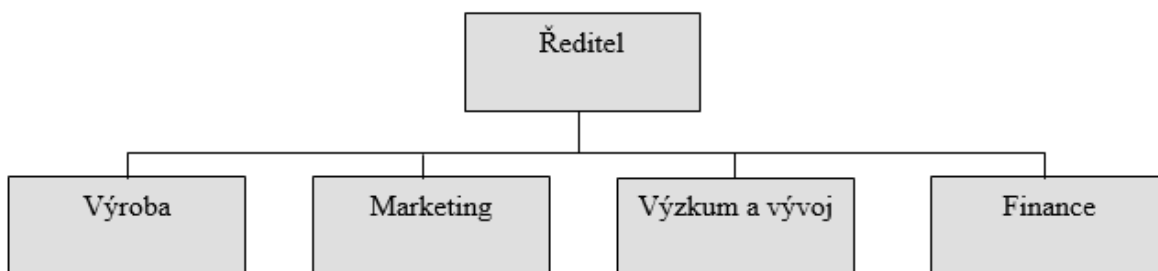 Ředitel
Výroba
Marketing
Výzkum a vývoj
Finance